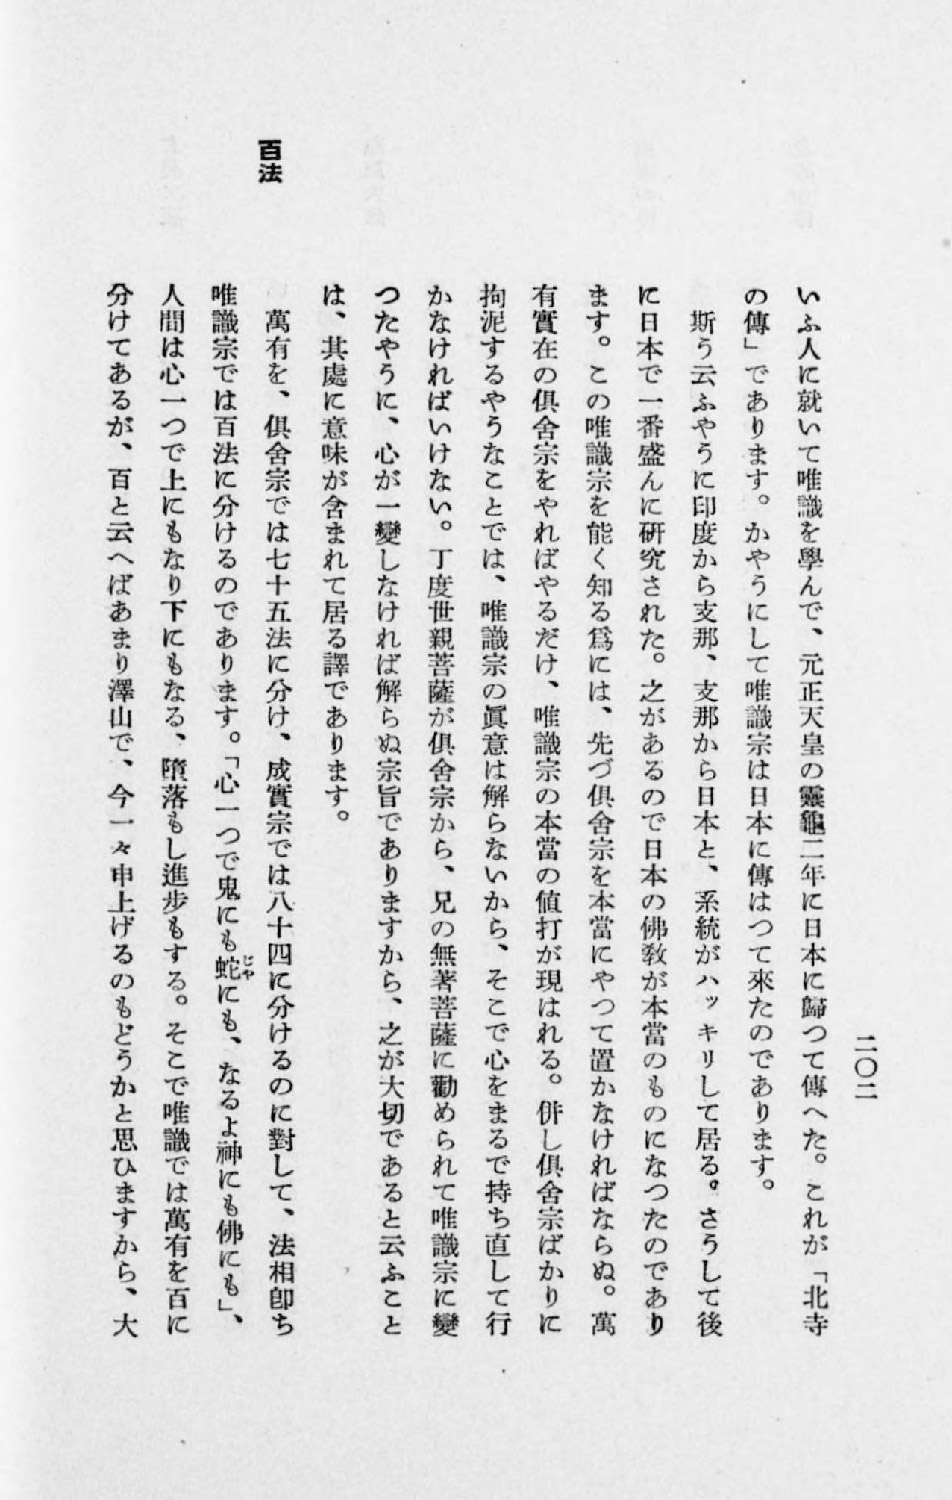 二〇二
いふ人に就いて唯識を學んで、元正天皇の靈龜二年に日本に歸つて傳へた。これが「北寺
の傳」であります。かやうにして唯識宗は日本に傳はつて來たのであります。
斯う云ふやうに印度から支那、支那から日本と、系統がハッキリして居る。さうして後
に日本で一番盛んに研究された。之があるので日本の佛敎が本當のものになつたのであり
ます。この唯識宗を能く知る爲には、先づ俱舍宗を本當にやつて置かなければならぬ。萬
有實在の俱舍宗をやればやるだけ、唯識宗の本當の値打が現はれる。併し俱舍宗ばかりに
拘泥するやうなことでは、唯識宗の眞意は解らないから、そこで心をまるで持ち直して行
かなければいけない。丁度世親菩薩が俱舍宗から、兄の無著菩薩に勸められて唯識宗に變
つたやうに、心が一變しなければ解らぬ宗旨でありますから、之が大切であると云ふこと
は、其處に意味が含まれて居る譯であります。
百法
萬有を、俱舍宗では七十五法に分け、成實宗では八十四に分けるのに對して、法相卽ち
唯識宗では百法に分けるのであります。「心一つで鬼にも蛇にも、なるよ神にも佛にも」、
じや
人間は心一つで上にもなり下にもなる、墮落もし進步もする。そこで唯識では萬有を百に
分けてあるが、百と云へばあまり澤山で、今一々申上げるのもどうかと思ひますから、大